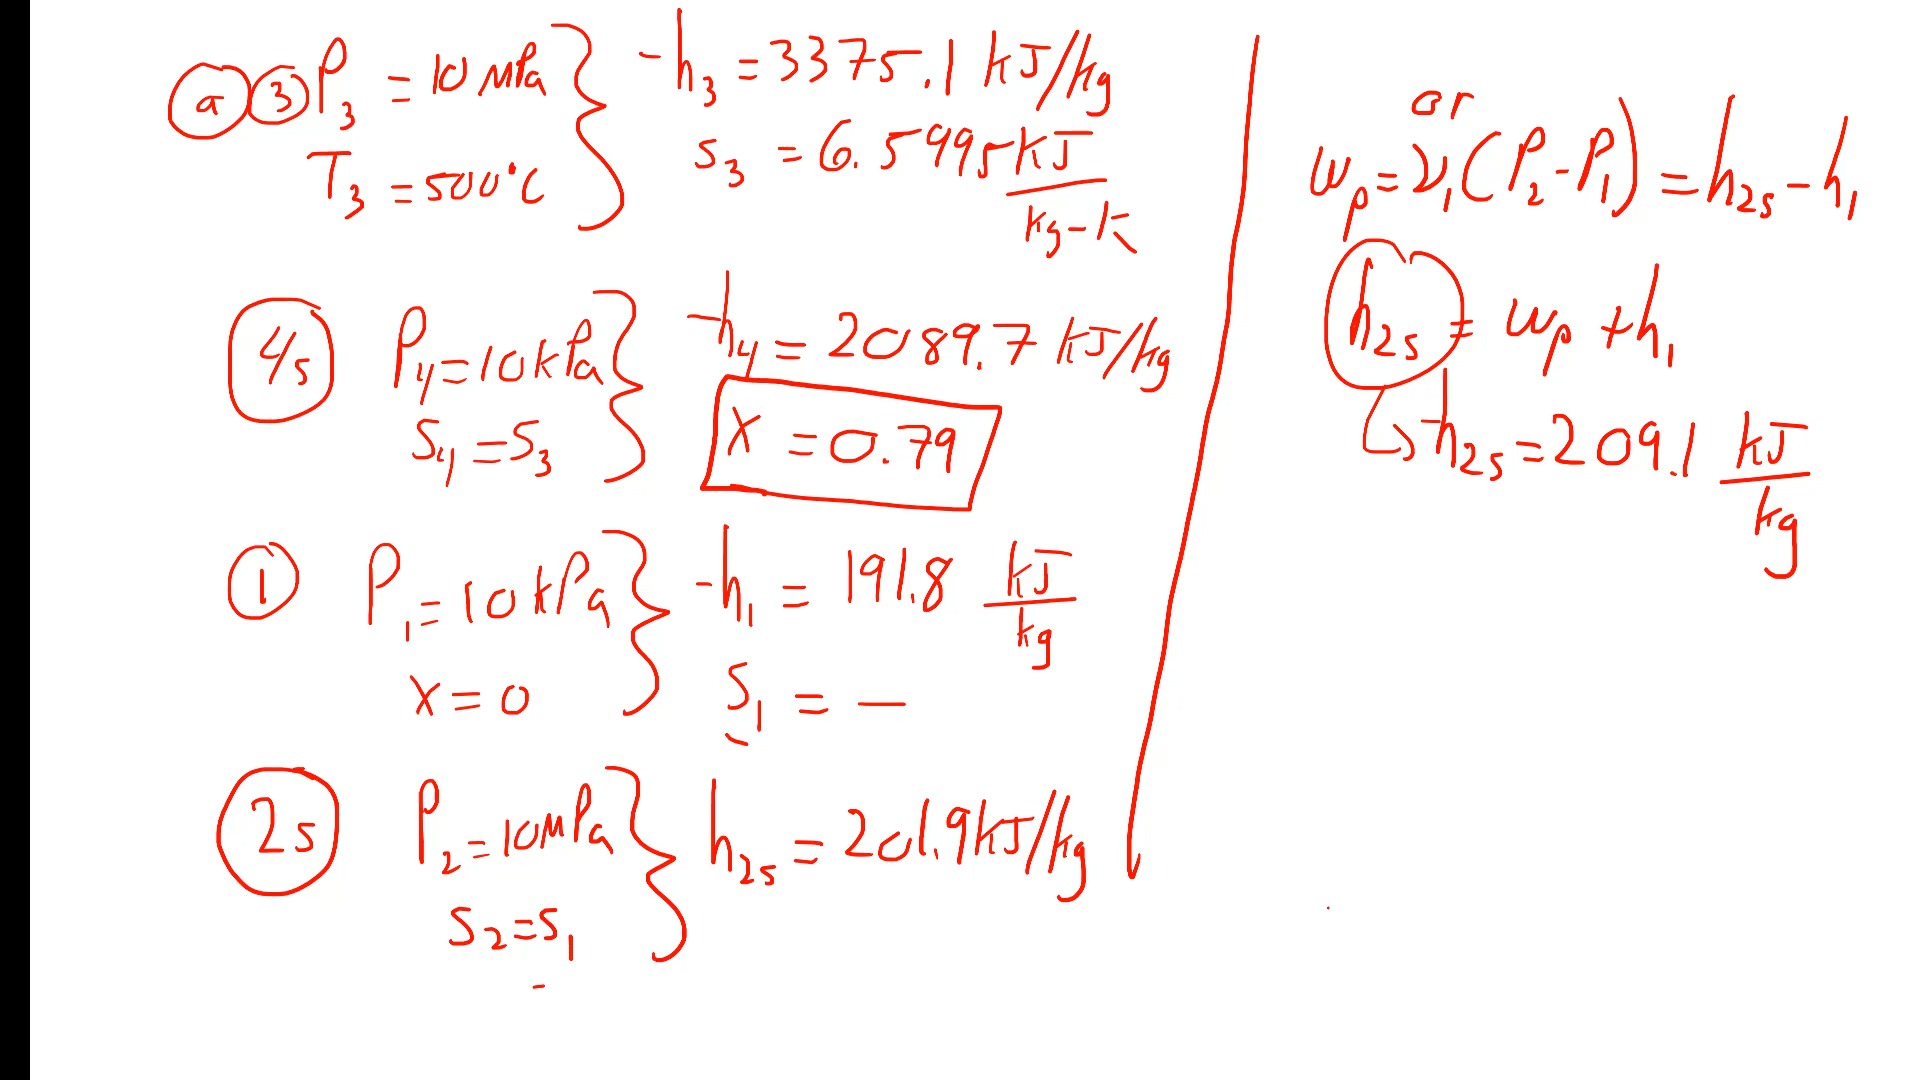 ⓐ ③ P₃ = 10 MPa } h₃ = 3375.1 kJ/kg
T₃ = 500°C s₃ = 6.5995 kJ/kg-K
4s P₄ = 10 kPa } h₄ = 2089.7 kJ/kg
s₄ = s₃ x = 0.79
① P₁ = 10 kPa } h₁ = 191.8 kJ/kg
x = 0 s₁ = —
2s P₂ = 10 MPa } h₂s = 201.9 kJ/kg
s₂ = s₁
or
wp = ν₁(P₂ - P₁) = h₂s - h₁
h₂s = wp + h₁
↳ h₂s = 209.1 kJ/kg